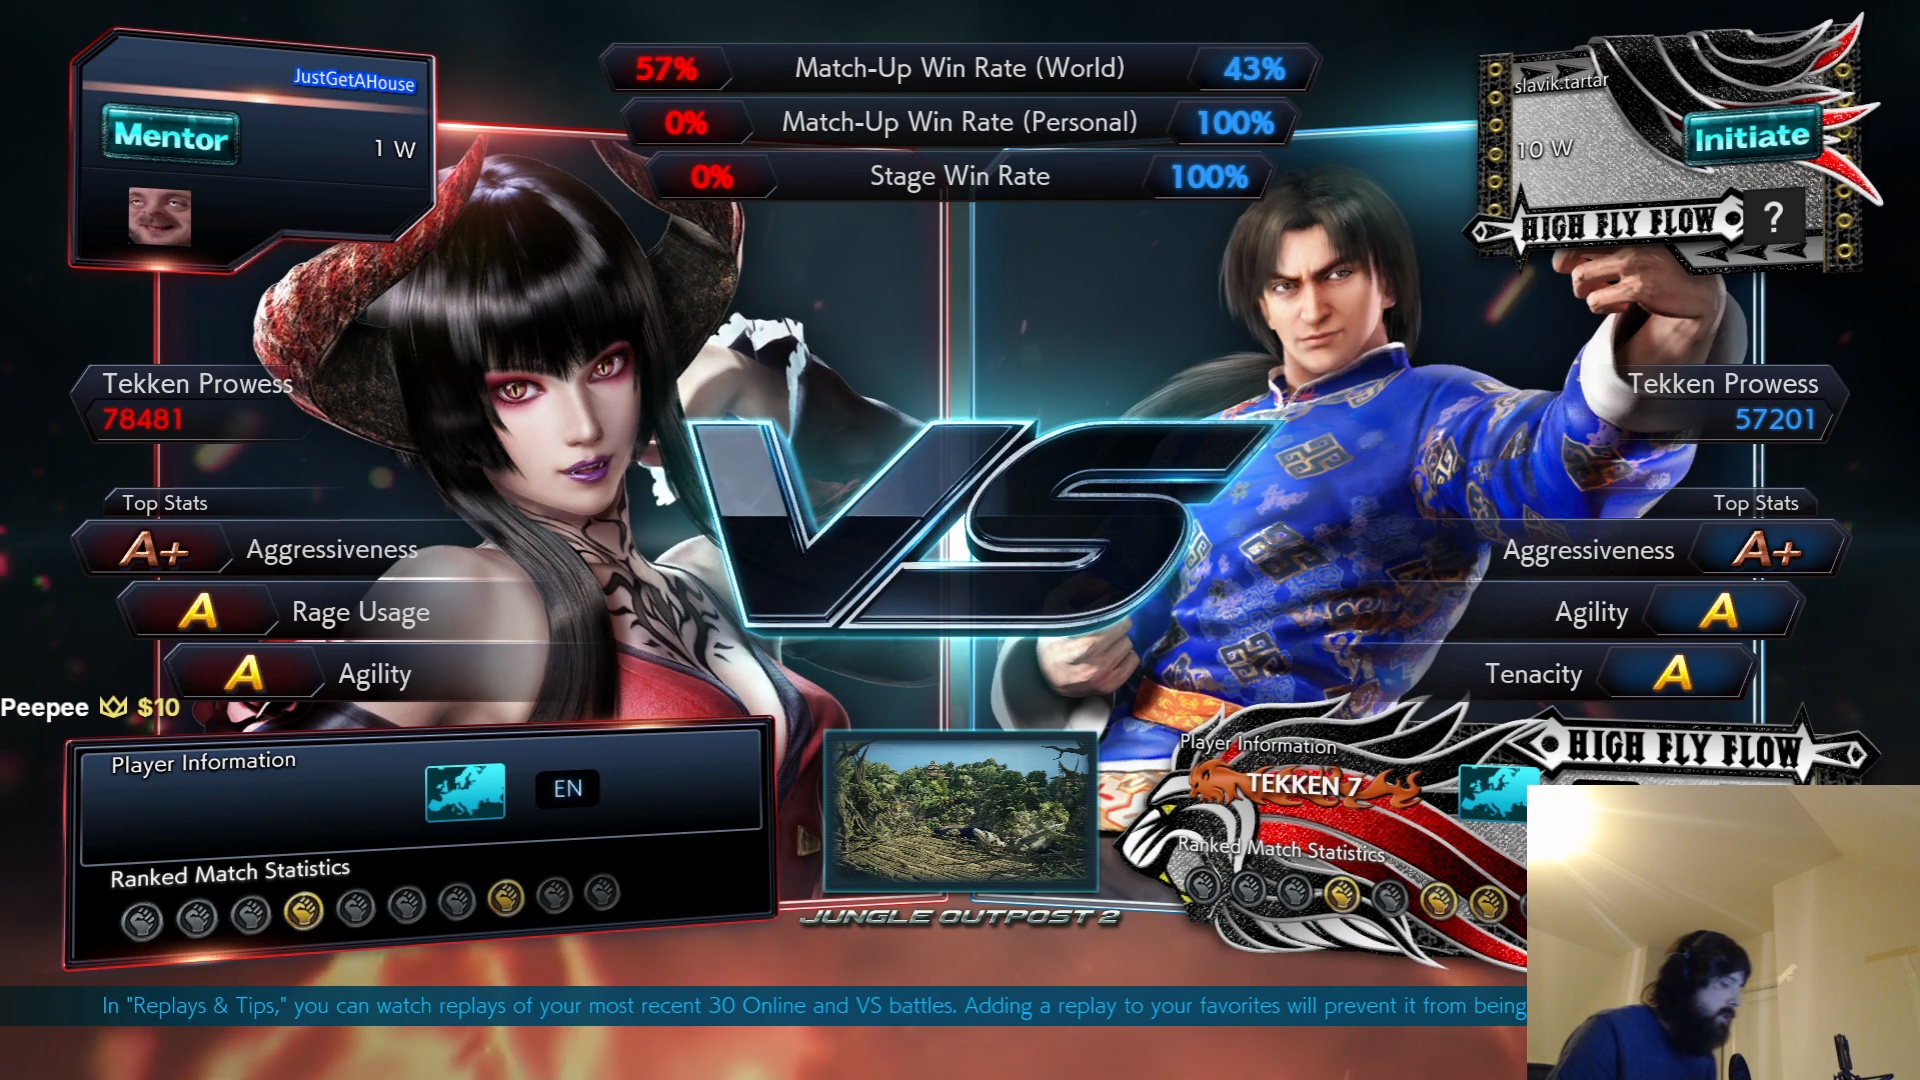 JustGetAHouse
Mentor
1 W
57% Match-Up Win Rate (World) 43%
0% Match-Up Win Rate (Personal) 100%
0% Stage Win Rate 100%
slavik.tartar
Initiate
10 W
HIGH FLY FLOW
?
Tekken Prowess
78481
Tekken Prowess
57201
VS
Top Stats
A+ Aggressiveness
A Rage Usage
A Agility
Top Stats
Aggressiveness A+
Agility A
Tenacity A
Peepee $10
Player Information
EN
Ranked Match Statistics
JUNGLE OUTPOST 2
Player Information
HIGH FLY FLOW
TEKKEN 7
Ranked Match Statistics
In "Replays & Tips," you can watch replays of your most recent 30 Online and VS battles. Adding a replay to your favorites will prevent it from being